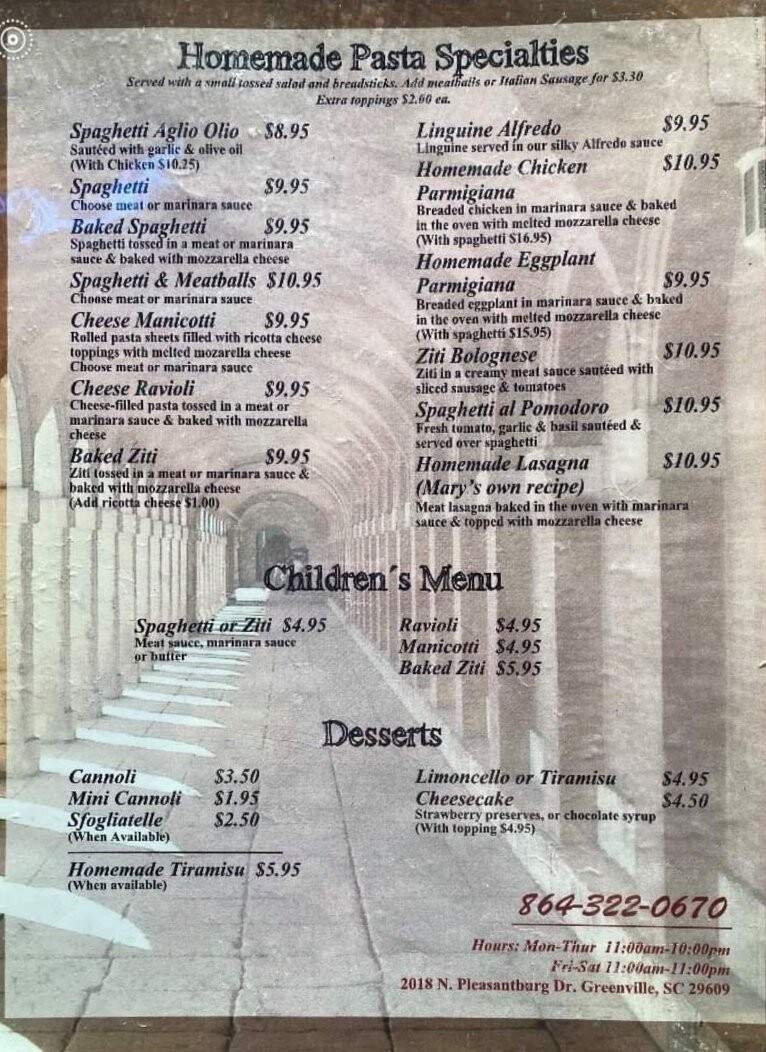 Homemade Pasta Specialties
Served with a small tossed salad and breadsticks. Add meatballs or Italian Sausage for $3.30
Extra toppings $2.60 ea.
Spaghetti Aglio Olio $8.95
Sautéed with garlic & olive oil
(With Chicken $10.25)
Spaghetti $9.95
Choose meat or marinara sauce
Baked Spaghetti $9.95
Spaghetti tossed in a meat or marinara
sauce & baked with mozzarella cheese
Spaghetti & Meatballs $10.95
Choose meat or marinara sauce
Cheese Manicotti $9.95
Rolled pasta sheets filled with ricotta cheese
toppings with melted mozarella cheese
Choose meat or marinara sauce
Cheese Ravioli $9.95
Cheese-filled pasta tossed in a meat or
marinara sauce & baked with mozzarella
cheese
Baked Ziti $9.95
Ziti tossed in a meat or marinara sauce &
baked with mozzarella cheese
(Add ricotta cheese $1.00)
Linguine Alfredo $9.95
Linguine served in our silky Alfredo sauce
Homemade Chicken $10.95
Parmigiana
Breaded chicken in marinara sauce & baked
in the oven with melted mozzarella cheese
(With spaghetti $16.95)
Homemade Eggplant
Parmigiana $9.95
Breaded eggplant in marinara sauce & baked
in the oven with melted mozzarella cheese
(With spaghetti $15.95)
Ziti Bolognese $10.95
Ziti in a creamy meat sauce sautéed with
sliced sausage & tomatoes
Spaghetti al Pomodoro $10.95
Fresh tomato, garlic & basil sautéed &
served over spaghetti
Homemade Lasagna $10.95
(Mary's own recipe)
Meat lasagna baked in the oven with marinara
sauce & topped with mozzarella cheese
Children´s Menu
Spaghetti or Ziti $4.95
Meat sauce, marinara sauce
or butter
Ravioli $4.95
Manicotti $4.95
Baked Ziti $5.95
Desserts
Cannoli $3.50
Mini Cannoli $1.95
Sfogliatelle $2.50
(When Available)
Homemade Tiramisu $5.95
(When available)
Limoncello or Tiramisu $4.95
Cheesecake $4.50
Strawberry preserves, or chocolate syrup
(With topping $4.95)
864-322-0670
Hours: Mon-Thur 11:00am-10:00pm
Fri-Sat 11:00am-11:00pm
2018 N. Pleasantburg Dr. Greenville, SC 29609